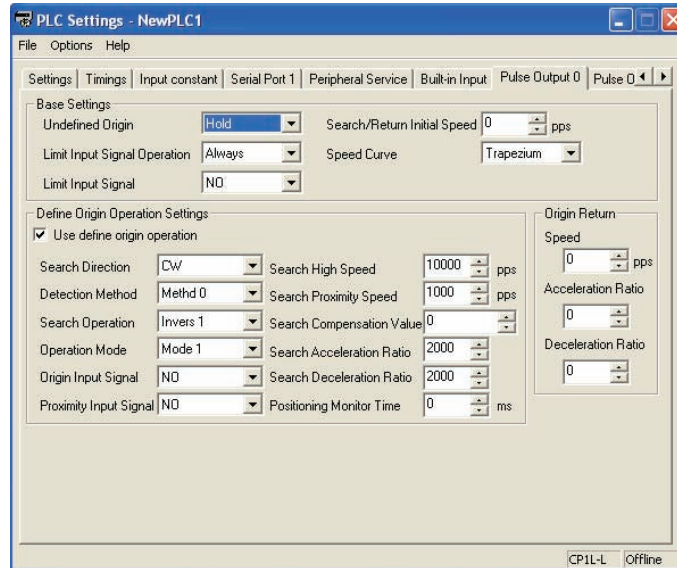 PLC Settings - NewPLC1
File Options Help
Settings Timings Input constant Serial Port 1 Peripheral Service Built-in Input Pulse Output 0 Pulse O
Base Settings
Undefined Origin Hold Search/Return Initial Speed 0 pps
Limit Input Signal Operation Always Speed Curve Trapezium
Limit Input Signal NO
Define Origin Operation Settings
Use define origin operation
Search Direction CW Search High Speed 10000 pps
Detection Method Methd 0 Search Proximity Speed 1000 pps
Search Operation Invers 1 Search Compensation Value 0
Operation Mode Mode 1 Search Acceleration Ratio 2000
Origin Input Signal NO Search Deceleration Ratio 2000
Proximity Input Signal NO Positioning Monitor Time 0 ms
Origin Return
Speed
0 pps
Acceleration Ratio
0
Deceleration Ratio
0
CP1L-L Offline